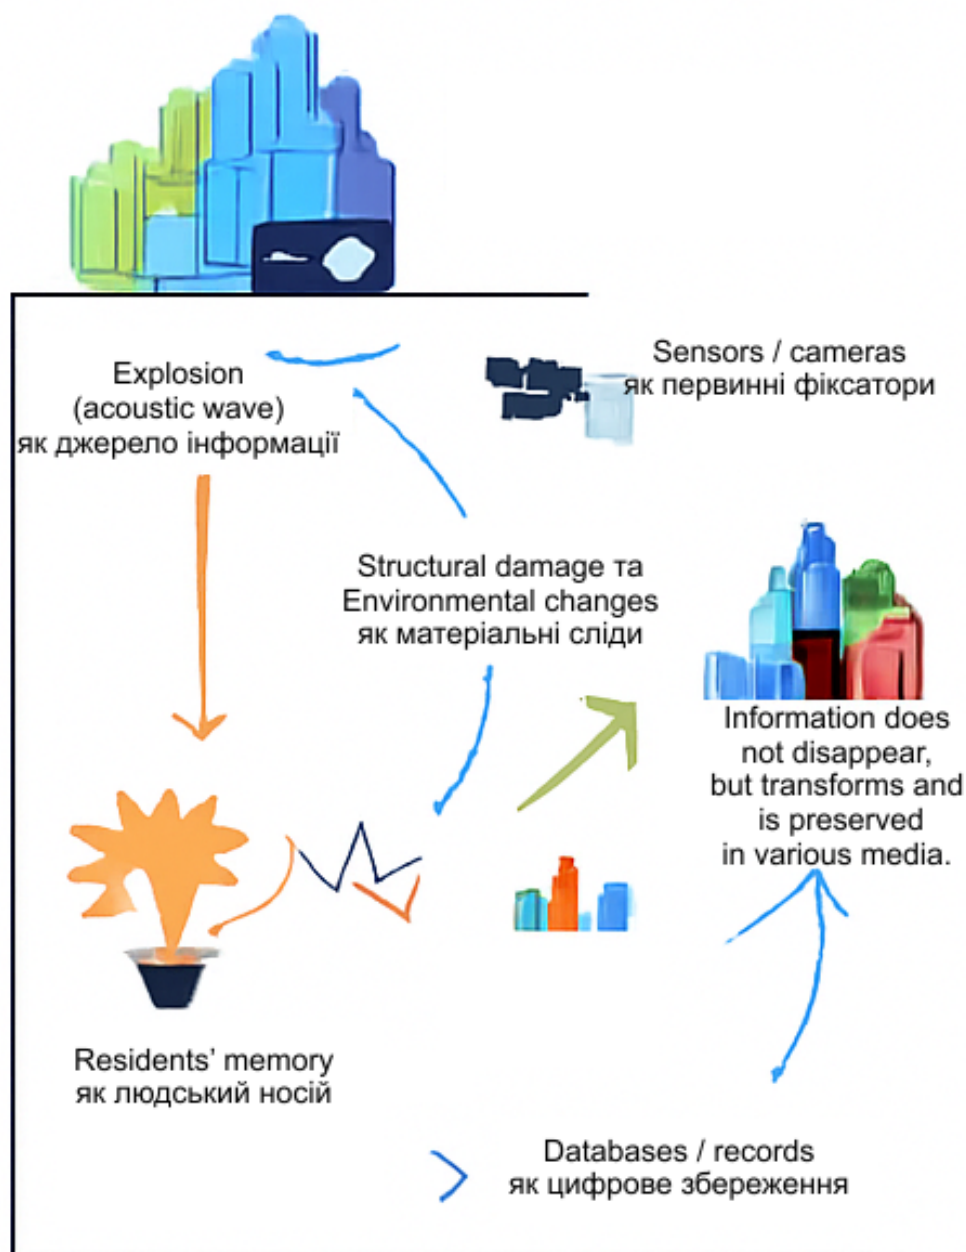 Explosion
(acoustic wave)
як джерело інформації
Sensors / cameras
як первинні фіксатори
Structural damage та
Environmental changes
як матеріальні сліди
Information does
not disappear,
but transforms and
is preserved
in various media.
Residents’ memory
як людський носій
Databases / records
як цифрове збереження